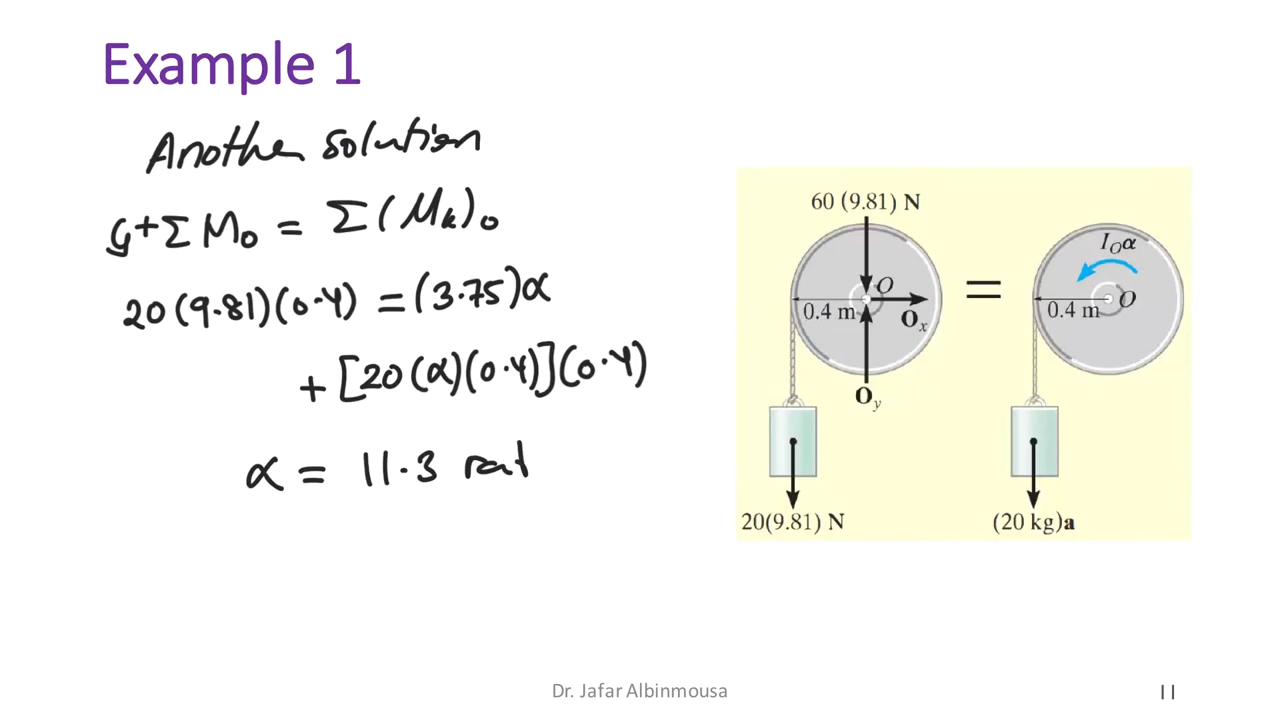 Example 1
Another solution
↺+ΣM₀ = Σ(Mₖ)₀
20(9.81)(0.4) = (3.75)α
+ [20(α)(0.4)](0.4)
α = 11.3 rad
60 (9.81) N
O
0.4 m
Oₓ
O_y
20(9.81) N
=
I_Oα
0.4 m
O
(20 kg)a
Dr. Jafar Albinmousa
11